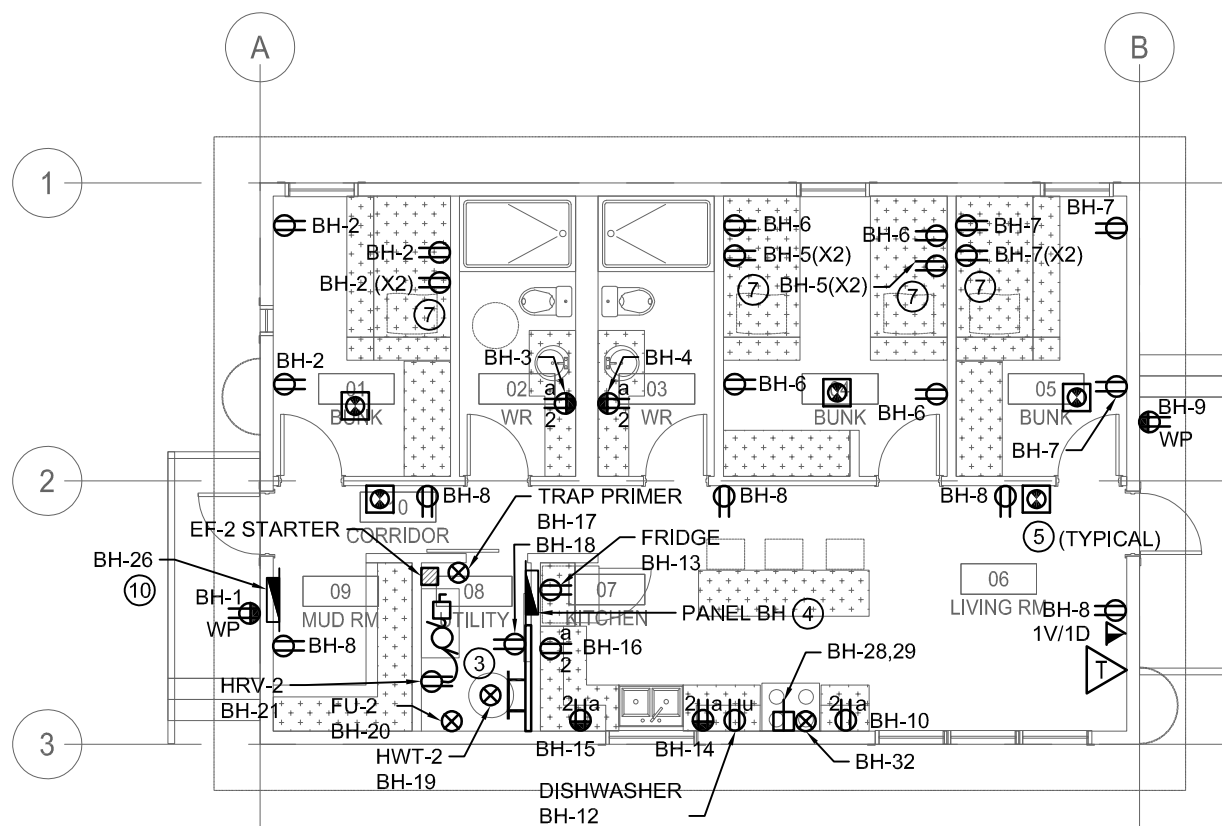 A
B
1
BH-7
BH-2
BH-6
BH-7
BH-2
BH-6
BH-5(X2)
BH-7(X2)
BH-2 (X2)
BH-5(X2)
7
7
7
7
BH-3
BH-4
BH-2
a
a
BH-6
01
02
03
05
BUNK
2
WR
2
WR
BUNK
BH-6
BUNK
BH-9
WP
BH-7
2
BH-8
TRAP PRIMER
BH-17
BH-8
BH-8
EF-2 STARTER
CORRIDOR
BH-18
FRIDGE
BH-13
5
(TYPICAL)
BH-26
10
09
08
07
06
BH-1
MUD RM
TILITY
KITCHEN
PANEL BH
4
LIVING RM
BH-8
WP
1V/1D
BH-8
a
2
BH-16
BH-28,29
3
T
HRV-2
BH-21
FU-2
BH-20
2
a
2
a
u
2
a
BH-10
HWT-2
BH-19
BH-15
BH-14
BH-32
3
DISHWASHER
BH-12